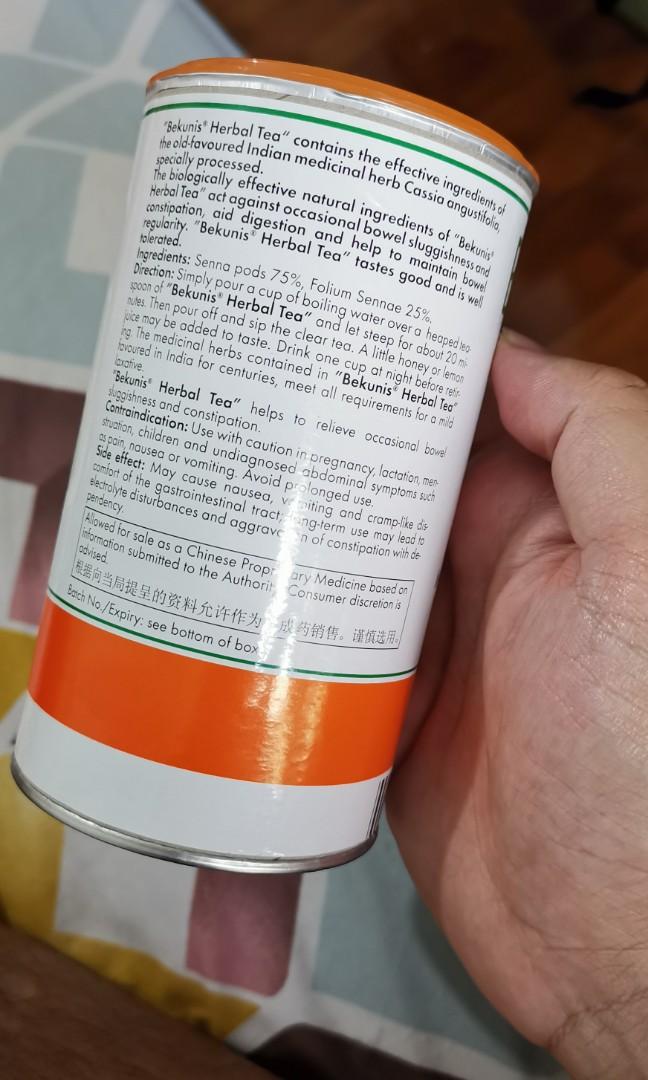 "Bekunis® Herbal Tea" contains the effective ingredients of
the old-favoured Indian medicinal herb Cassia angustifolia,
specially processed.
The biologically effective natural ingredients of "Bekunis®
Herbal Tea" act against occasional bowel sluggishness and
constipation, aid digestion and help to maintain bowel
regularity. "Bekunis® Herbal Tea" tastes good and is well
tolerated.
Ingredients: Senna pods 75%, Folium Sennae 25%.
Direction: Simply pour a cup of boiling water over a heaped tea-
spoon of "Bekunis® Herbal Tea" and let steep for about 20 mi-
nutes. Then pour off and sip the clear tea. A little honey or lemon
juice may be added to taste. Drink one cup at night before retir-
ing. The medicinal herbs contained in "Bekunis® Herbal Tea"
favoured in India for centuries, meet all requirements for a mild
laxative.
"Bekunis® Herbal Tea" helps to relieve occasional bowel
sluggishness and constipation.
Contraindication: Use with caution in pregnancy, lactation, men-
struation, children and undiagnosed abdominal symptoms such
as pain, nausea or vomiting. Avoid prolonged use.
Side effect: May cause nausea, vomiting and cramp-like dis-
comfort of the gastrointestinal tract, long-term use may lead to
electrolyte disturbances and aggravation of constipation with de-
pendency.
Allowed for sale as a Chinese Proprietary Medicine based on
information submitted to the Authority. Consumer discretion is
advised.
根据向当局提呈的资料允许作为中成药销售。谨慎选用。
Batch No./Expiry: see bottom of box